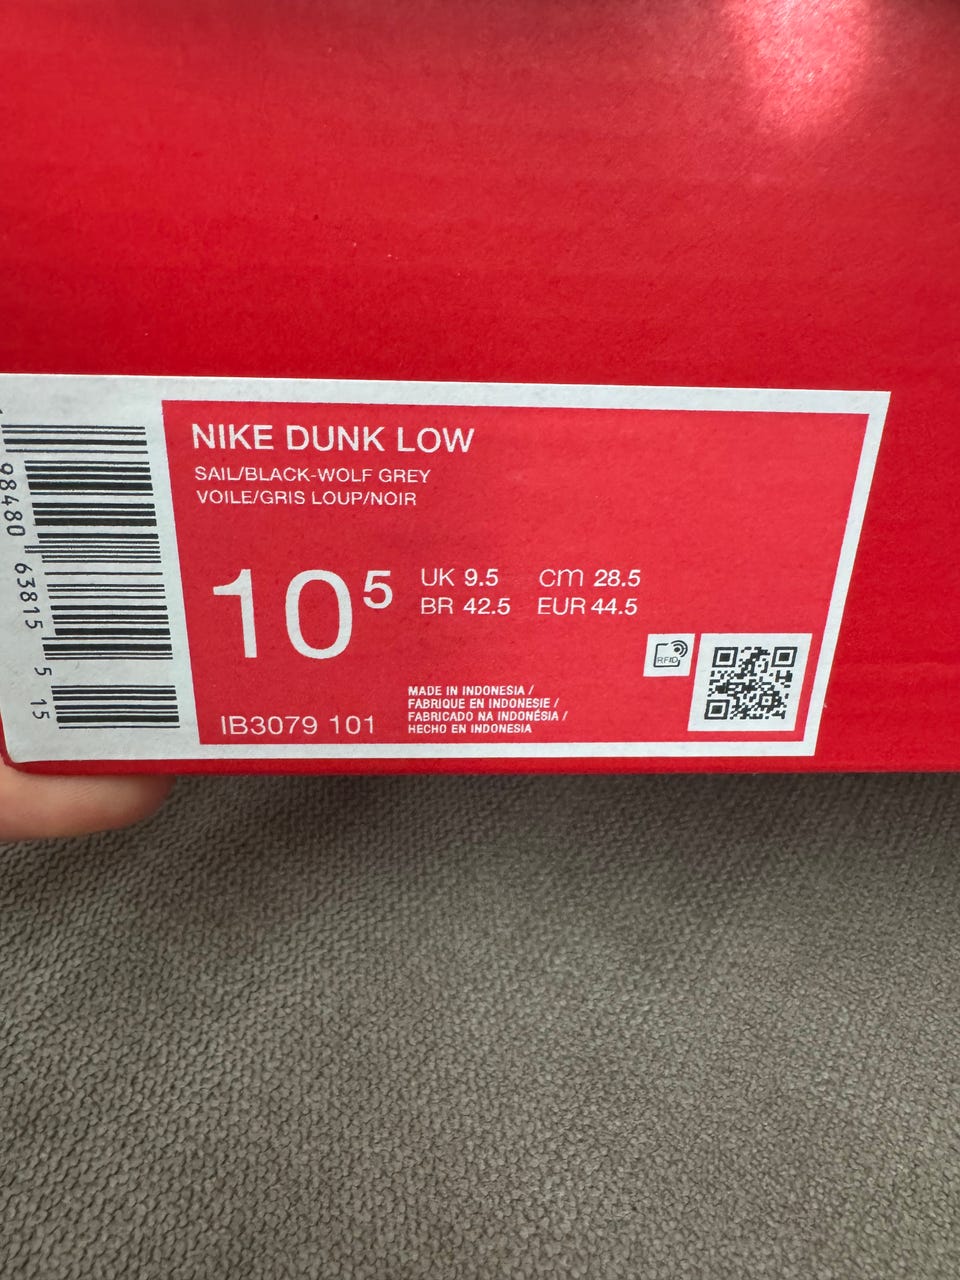 NIKE DUNK LOW
SAIL/BLACK-WOLF GREY
VOILE/GRIS LOUP/NOIR
10⁵
UK 9.5 cm 28.5
BR 42.5 EUR 44.5
RFID
MADE IN INDONESIA /
FABRIQUE EN INDONESIE /
FABRICADO NA INDONÉSIA /
HECHO EN INDONESIA
IB3079 101
98480 63815 5 15